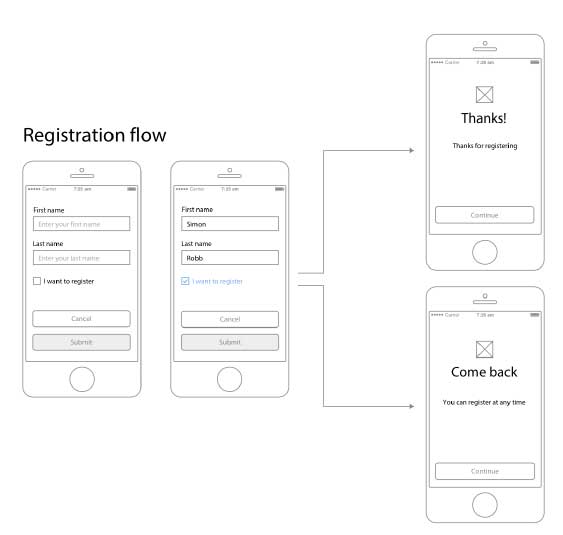 Registration flow
Carrier
7:35 am
First name
Enter your first name
Last name
Enter your last name
I want to register
Cancel
Submit
Carrier
7:35 am
First name
Simon
Last name
Robb
I want to register
Cancel
Submit
Carrier
7:35 am
Thanks!
Thanks for registering
Continue
Carrier
7:35 am
Come back
You can register at any time
Continue